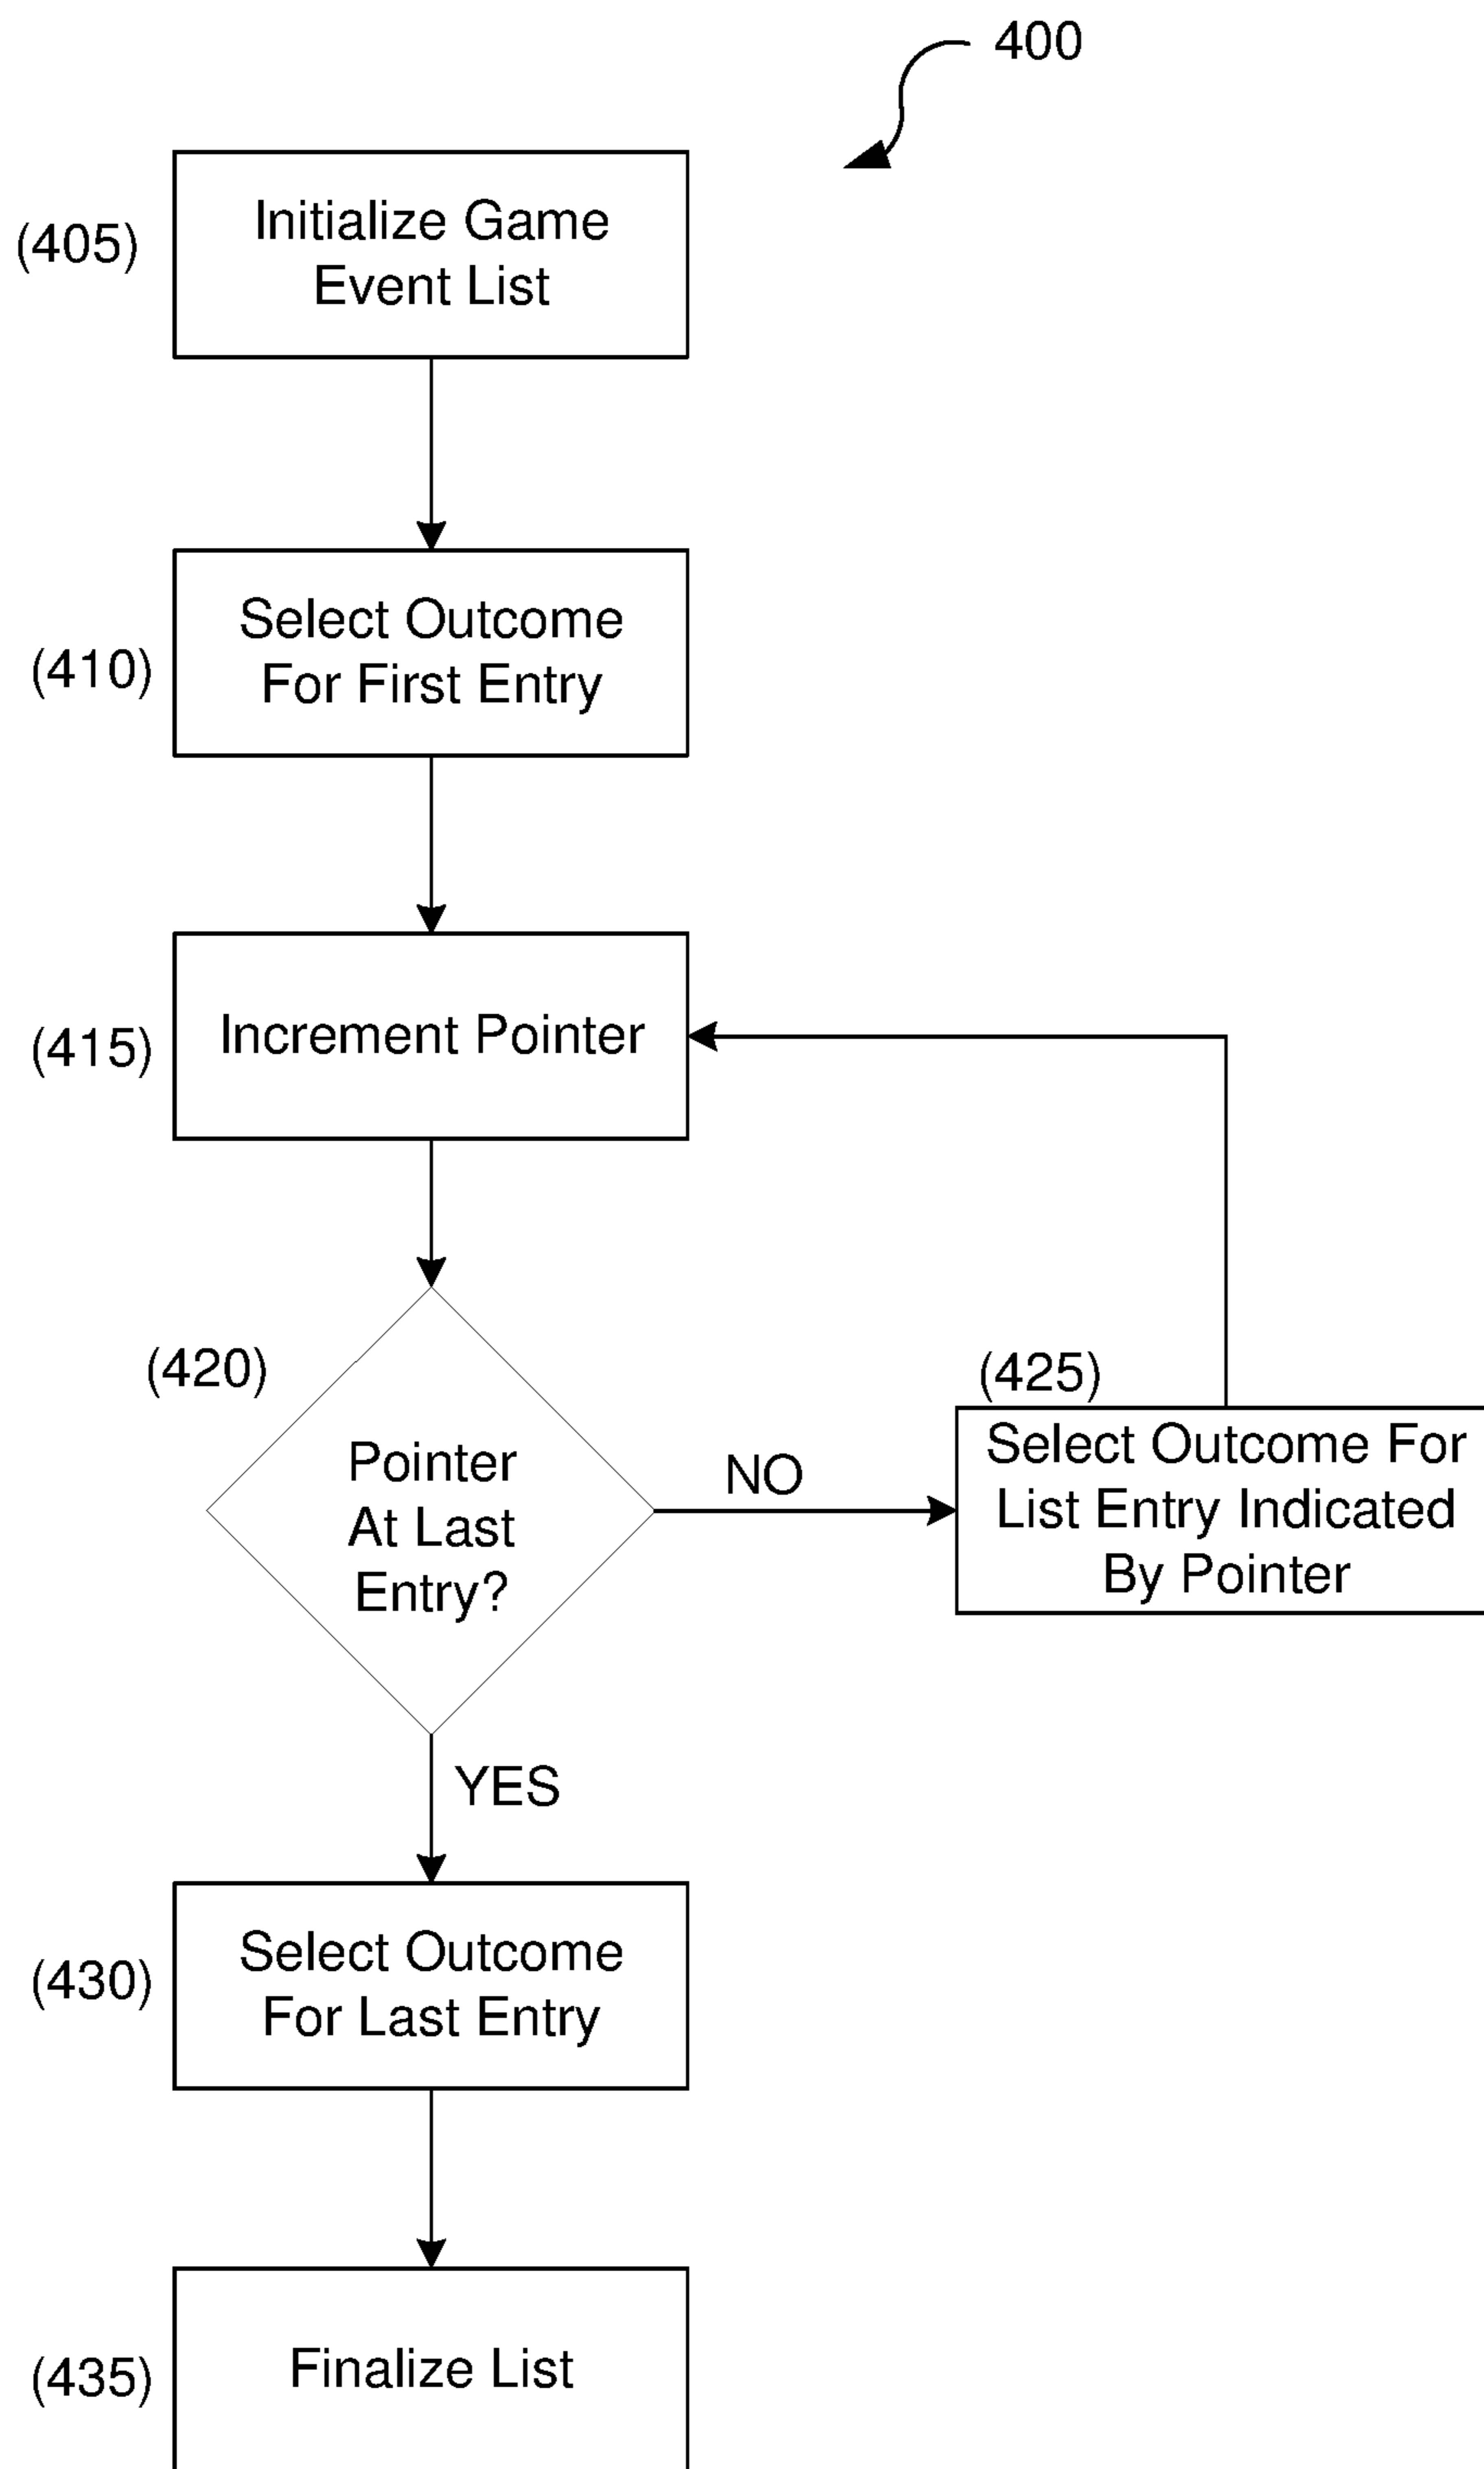 400
(405)
Initialize Game
Event List
(410)
Select Outcome
For First Entry
(415)
Increment Pointer
(420)
Pointer
At Last
Entry?
NO
(425)
Select Outcome For
List Entry Indicated
By Pointer
YES
(430)
Select Outcome
For Last Entry
(435)
Finalize List